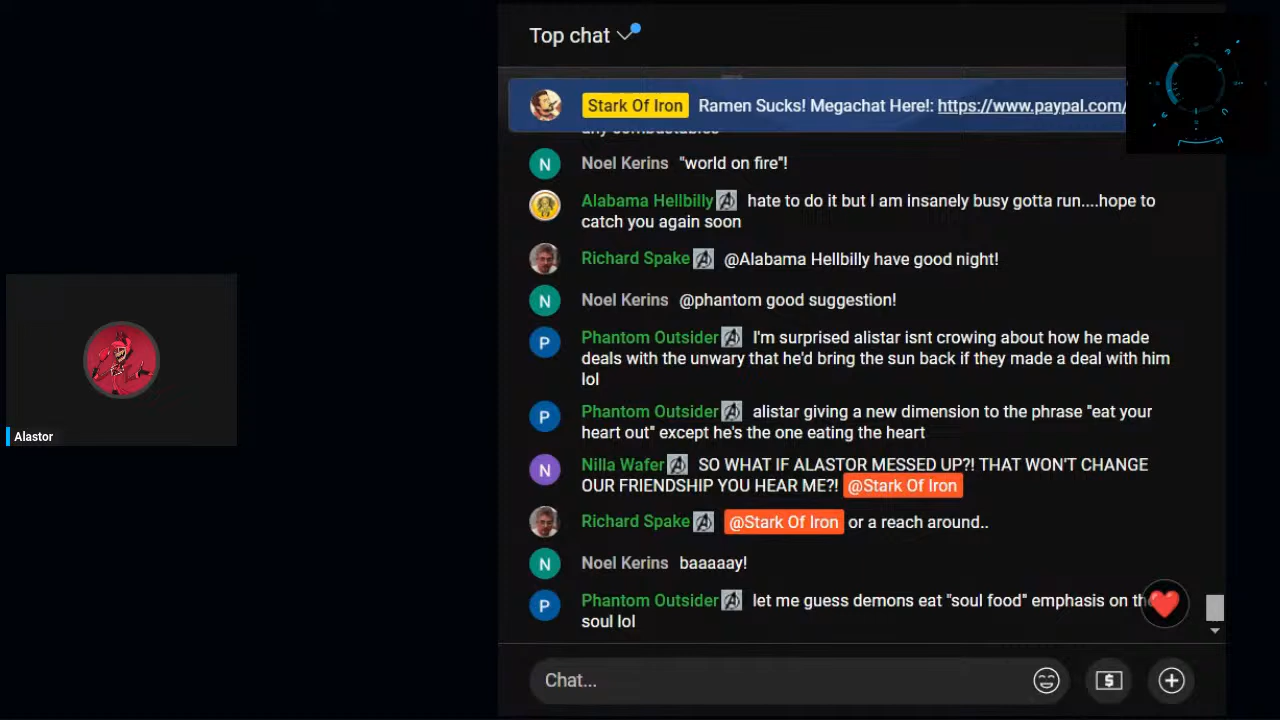 Top chat
Stark Of Iron Ramen Sucks! Megachat Here!: https://www.paypal.com/
any combustables
Noel Kerins "world on fire"!
Alabama Hellbilly hate to do it but I am insanely busy gotta run....hope to
catch you again soon
Richard Spake @Alabama Hellbilly have good night!
Noel Kerins @phantom good suggestion!
Phantom Outsider I'm surprised alistar isnt crowing about how he made
deals with the unwary that he'd bring the sun back if they made a deal with him
lol
Phantom Outsider alistar giving a new dimension to the phrase "eat your
heart out" except he's the one eating the heart
Nilla Wafer SO WHAT IF ALASTOR MESSED UP?! THAT WON'T CHANGE
OUR FRIENDSHIP YOU HEAR ME?! @Stark Of Iron
Richard Spake @Stark Of Iron or a reach around..
Noel Kerins baaaaay!
Phantom Outsider let me guess demons eat "soul food" emphasis on
soul lol
Chat...
Alastor